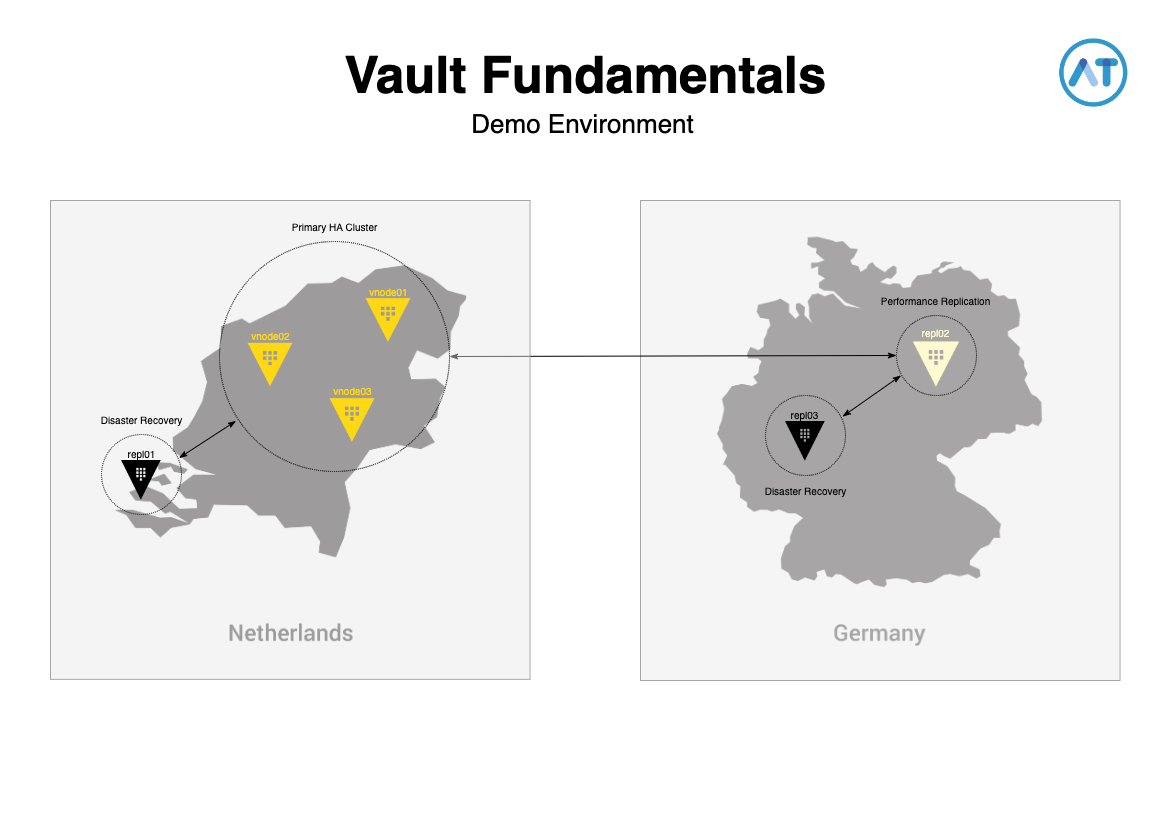 Vault Fundamentals
Demo Environment
AT
Primary HA Cluster
vnode01
vnode02
vnode03
Disaster Recovery
repl01
Netherlands
Performance Replication
repl02
repl03
Disaster Recovery
Germany